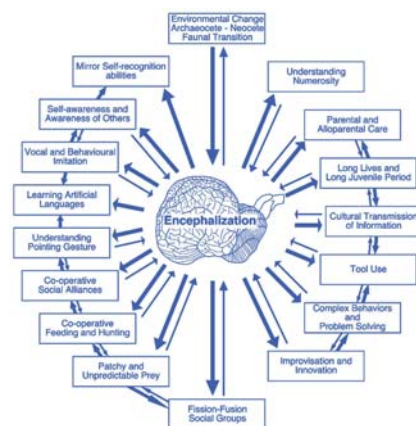 Environmental Change
Archaeocete - Neocete
Faunal Transition
Mirror Self-recognition
abilities
Understanding
Numerosity
Self-awareness and
Awareness of Others
Parental and
Alloparental Care
Vocal and Behavioural
Imitation
Long Lives and
Long Juvenile Period
Learning Artificial
Languages
Encephalization
Cultural Transmission
of Information
Understanding
Pointing Gesture
Tool Use
Co-operative
Social Alliances
Complex Behaviors
and
Problem Solving
Co-operative
Feeding and Hunting
Patchy and
Unpredictable Prey
Improvisation and
Innovation
Fission-Fusion
Social Groups